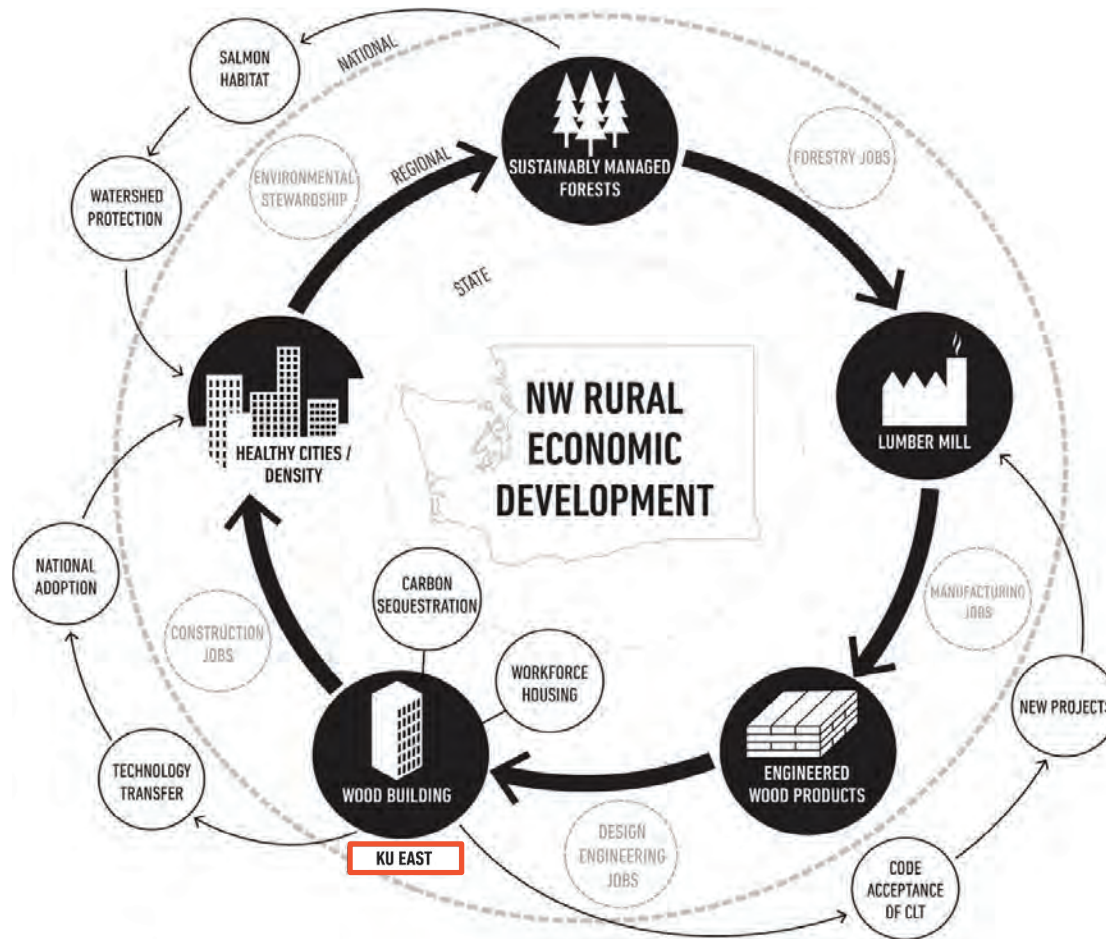 SALMON
HABITAT
NATIONAL
WATERSHED
PROTECTION
ENVIRONMENTAL
STEWARDSHIP
REGIONAL
STATE
SUSTAINABLY MANAGED
FORESTS
FORESTRY JOBS
HEALTHY CITIES /
DENSITY
NW RURAL
ECONOMIC
DEVELOPMENT
LUMBER MILL
NATIONAL
ADOPTION
CONSTRUCTION
JOBS
CARBON
SEQUESTRATION
WORKFORCE
HOUSING
MANUFACTURING
JOBS
NEW PROJECTS
TECHNOLOGY
TRANSFER
WOOD BUILDING
KU EAST
ENGINEERED
WOOD PRODUCTS
DESIGN
ENGINEERING
JOBS
CODE
ACCEPTANCE
OF CLT